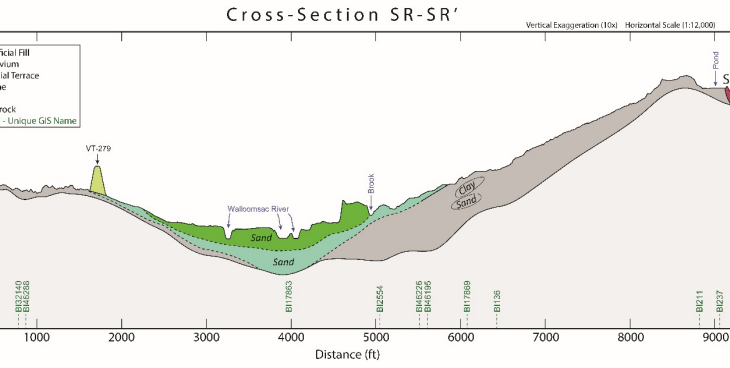 Cross-Section SR-SR'
Vertical Exaggeration (10x) Horizontal Scale (1:12,000)
Pond
S
ficial Fill
vium
ial Terrace
e
rock
- Unique GIS Name
VT-279
Walloomsac River
Brook
Clay
Sand
Sand
Sand
BI32140
BI46288
BI17863
BI2554
BI46226
BI46195
BI17869
BI136
BI211
BI237
1000 2000 3000 4000 5000 6000 7000 8000 9000
Distance (ft)